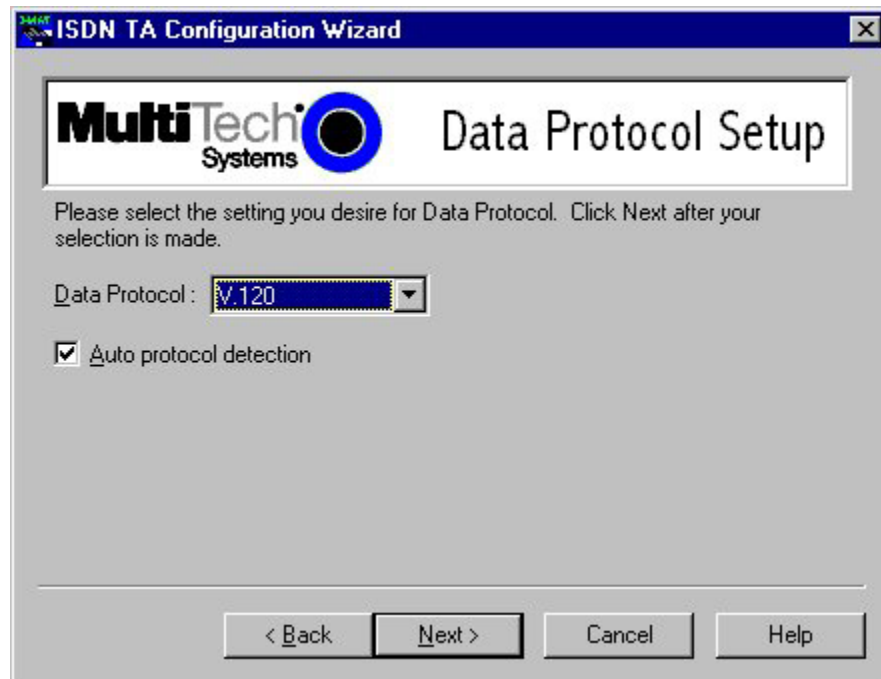 ISDN TA Configuration Wizard
MultiTech
Systems
Data Protocol Setup
Please select the setting you desire for Data Protocol. Click Next after your
selection is made.
Data Protocol : V.120
Auto protocol detection
< Back Next > Cancel Help